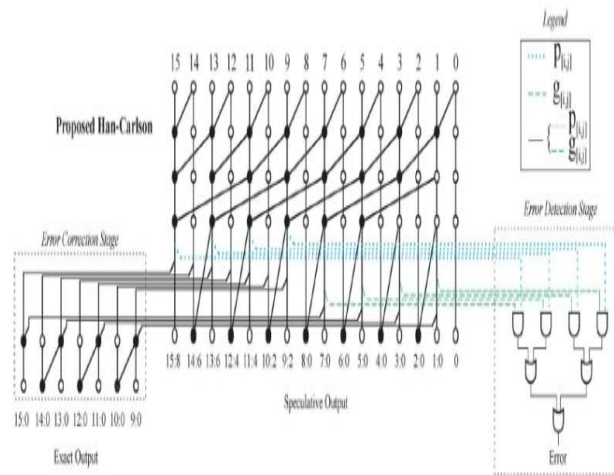 Legend
p[i,j]
g[i,j]
p[i,j]
g[i,j]
15 14 13 12 11 10 9 8 7 6 5 4 3 2 1 0
Proposed Han-Carlson
Error Correction Stage
Error Detection Stage
15:8 14:6 13:6 12:4 11:4 10:2 9:2 8:0 7:0 6:0 5:0 4:0 3:0 2:0 1:0 0
Speculative Output
15:0 14:0 13:0 12:0 11:0 10:0 9:0
Exact Output
Error